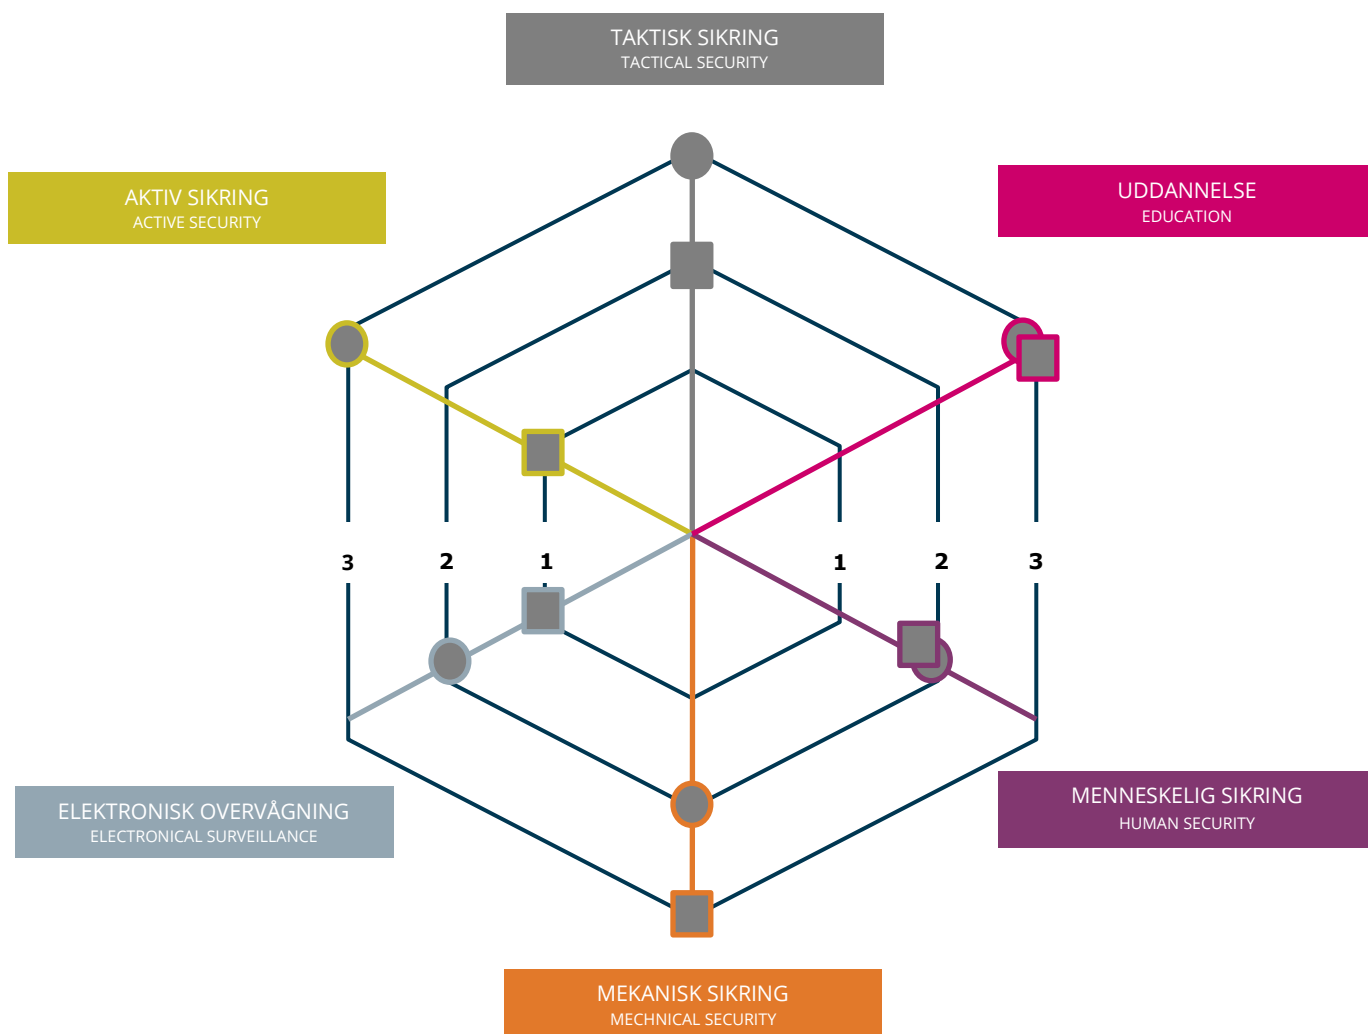 TAKTISK SIKRING
TACTICAL SECURITY
AKTIV SIKRING
ACTIVE SECURITY
UDDANNELSE
EDUCATION
3 2 1 1 2 3
ELEKTRONISK OVERVÅGNING
ELECTRONICAL SURVEILLANCE
MENNESKELIG SIKRING
HUMAN SECURITY
MEKANISK SIKRING
MECHNICAL SECURITY